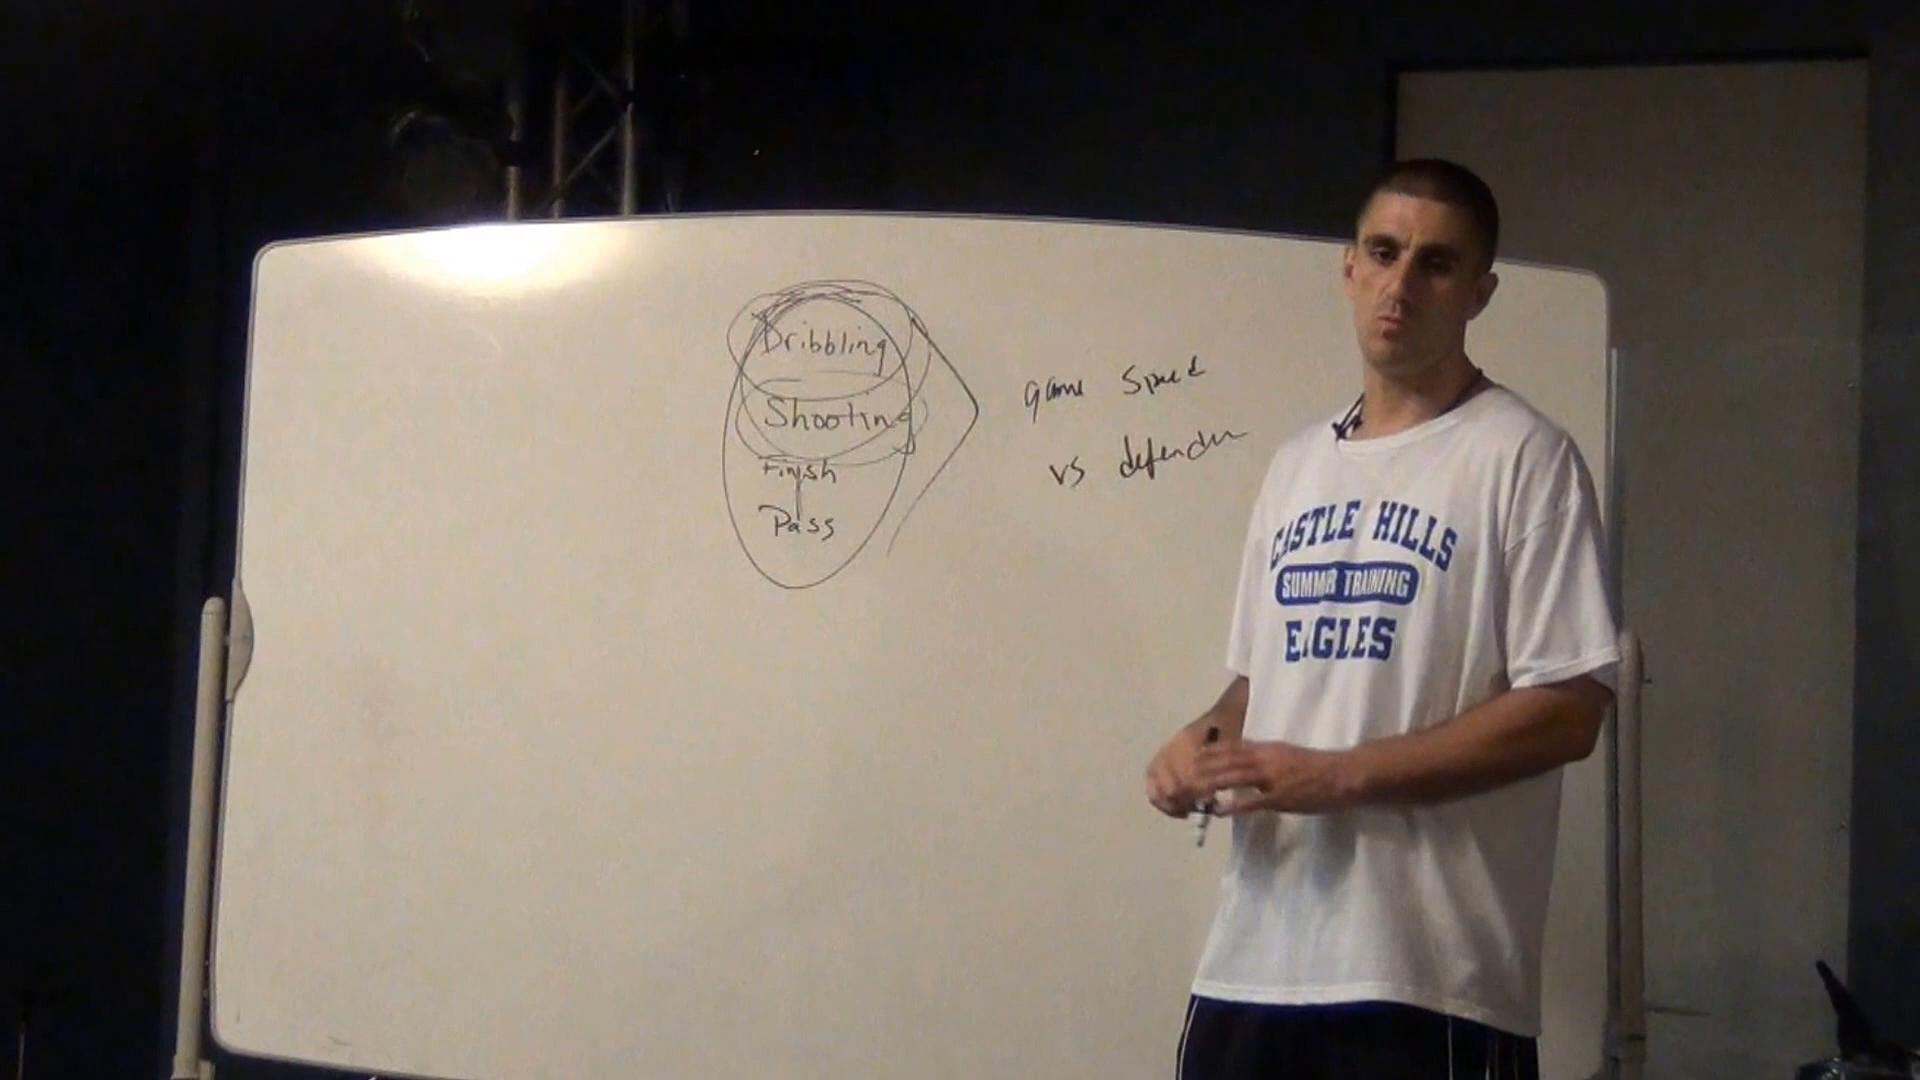 Dribbling
Shooting
Finish
Pass
game speed
vs defender
CASTLE HILLS
SUMMER TRAINING
EAGLES